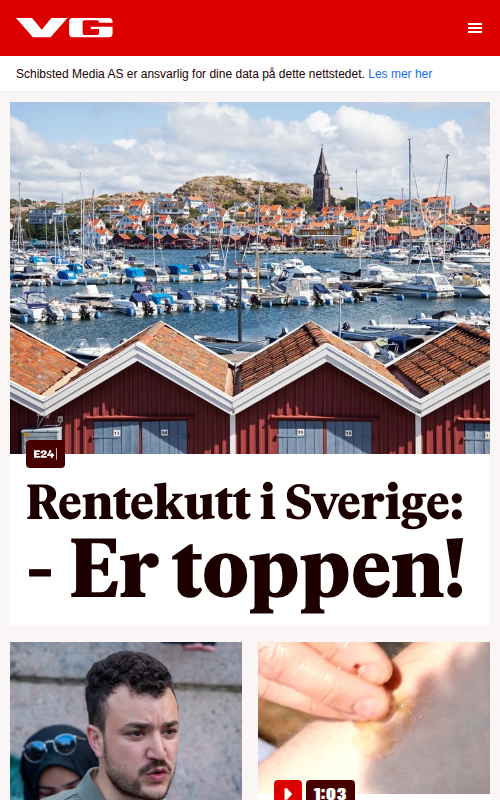 VG
Schibsted Media AS er ansvarlig for dine data på dette nettstedet. Les mer her
E24
Rentekutt i Sverige:
- Er toppen!
1:03